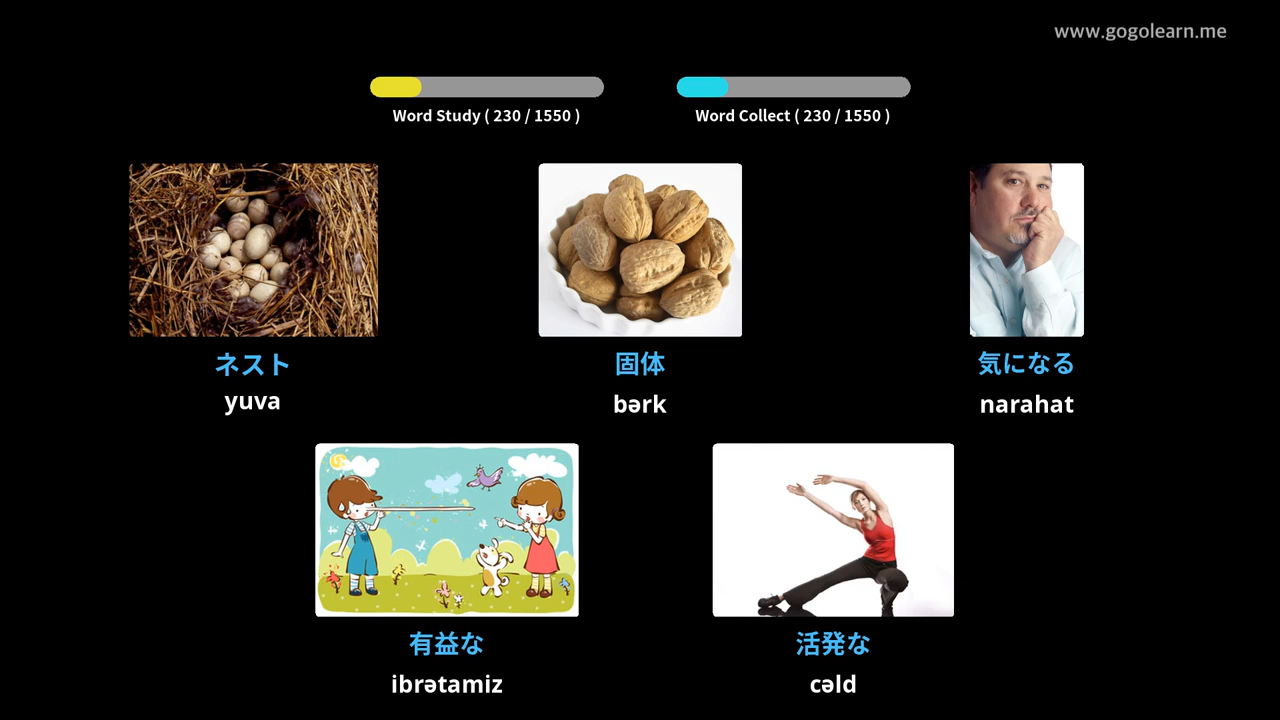 www.gogolearn.me
Word Study ( 230 / 1550 )
Word Collect ( 230 / 1550 )
ネスト
yuva
固体
bərk
気になる
narahat
有益な
ibrətamiz
活発な
cəld